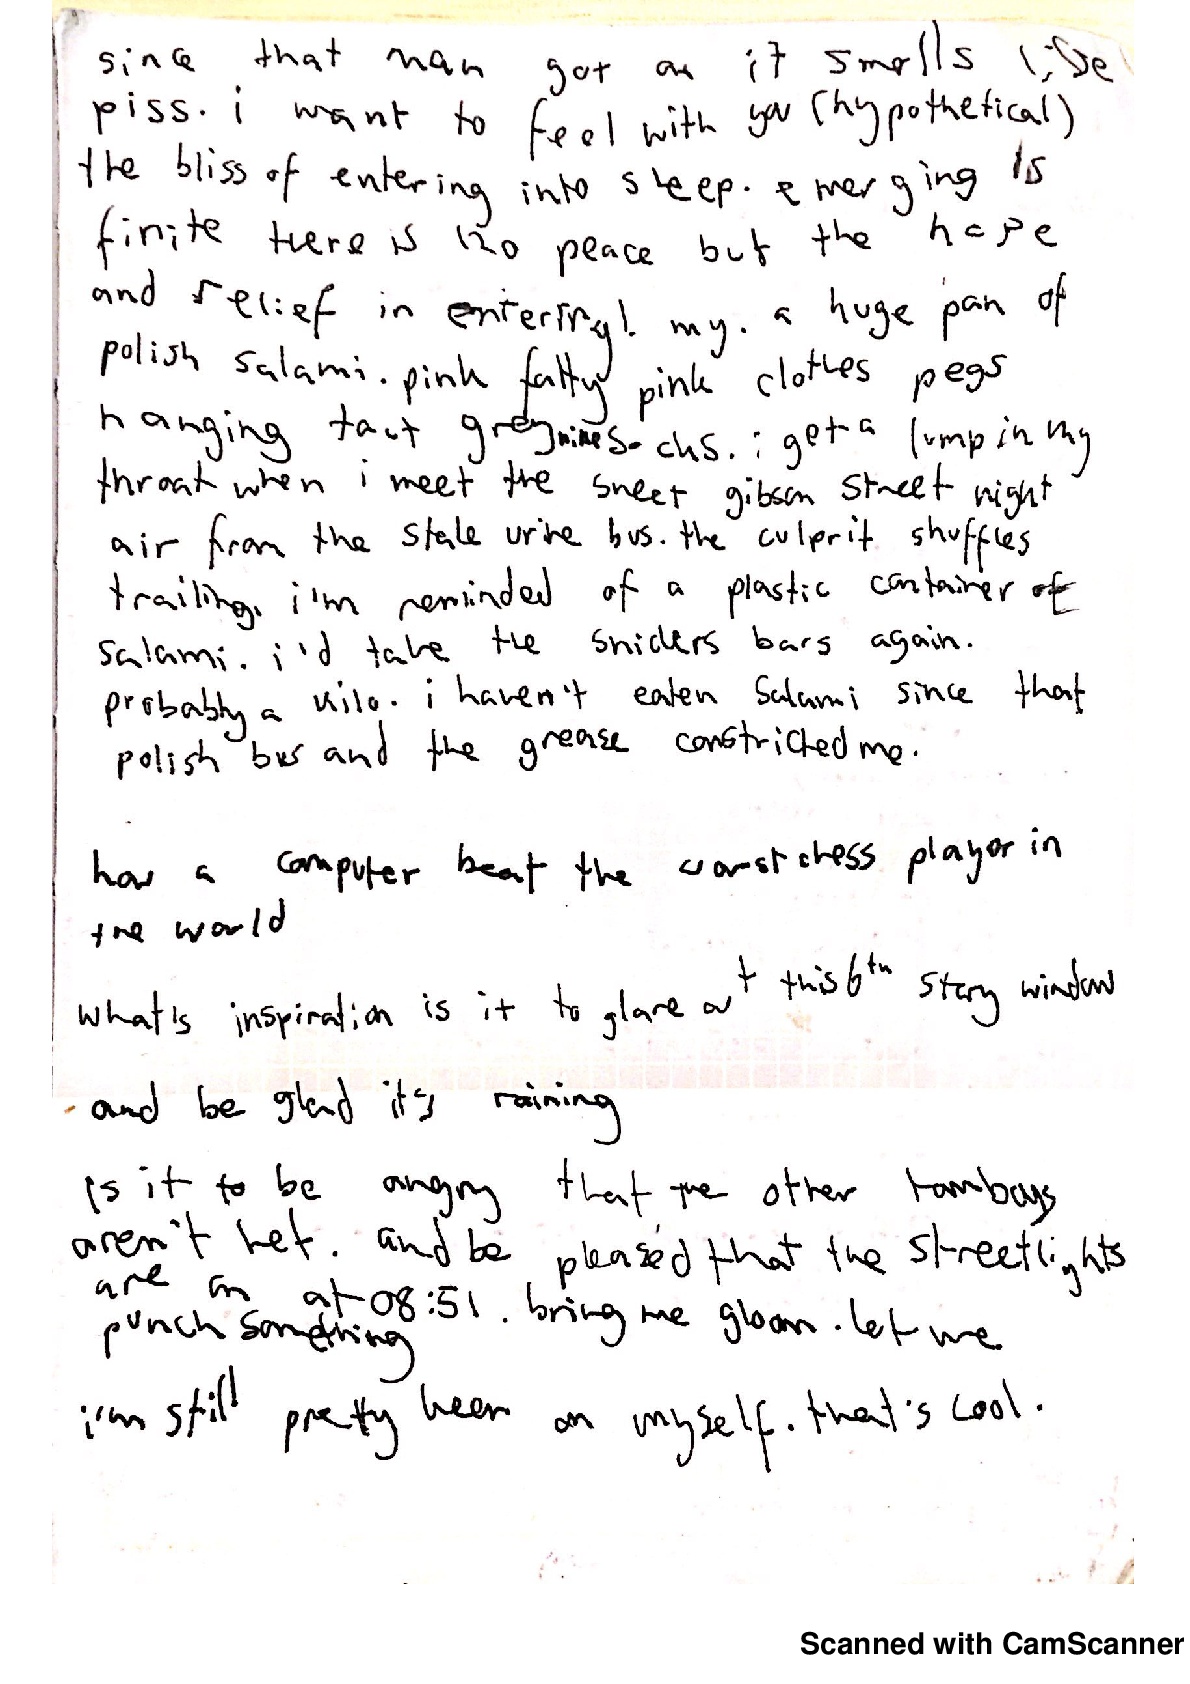 since that man got on it smells like
piss. i want to feel with you (hypothetical)
the bliss of entering into sleep. emerging is
finite there is no peace but the hope
and relief in entering! my. a huge pan of
polish salami. pink fatty pink clothes pegs
hanging taut grey socks. i get a lump in my
throat when i meet the sweet gibson street night
air from the stale urine bus. the culprit shuffles
trailing. i'm reminded of a plastic container of
salami. i'd take the sniders bars again.
probably a kilo. i haven't eaten salami since that
polish bus and the grease constricted me.
how a computer beat the worst chess player in
the world
what's inspiration is it to glare out this 6th story window
and be glad it's raining
is it to be angry that the other
aren't wet. and be pleased that the streetlights
are on at 08:51. bring me gloom. let me
punch something
i'm still pretty keen on myself. that's cool.
Scanned with CamScanner